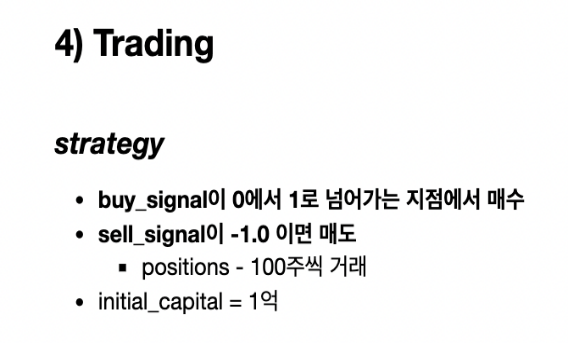 4) Trading
strategy
• buy_signal이 0에서 1로 넘어가는 지점에서 매수
• sell_signal이 -1.0 이면 매도
▪ positions - 100주씩 거래
• initial_capital = 1억